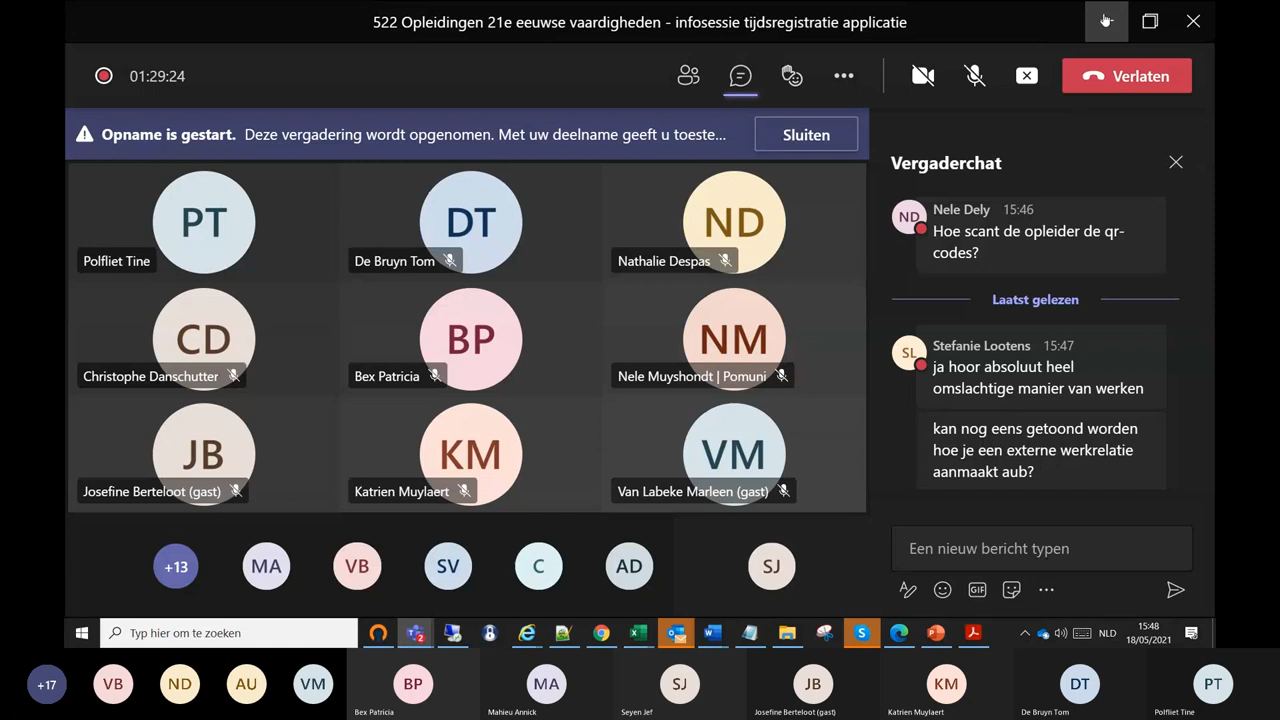 522 Opleidingen 21e eeuwse vaardigheden - infosessie tijdsregistratie applicatie
01:29:24
Verlaten
Opname is gestart. Deze vergadering wordt opgenomen. Met uw deelname geeft u toeste...
Sluiten
PT
Polfliet Tine
DT
De Bruyn Tom
ND
Nathalie Despas
CD
Christophe Danschutter
BP
Bex Patricia
NM
Nele Muyshondt | Pomuni
JB
Josefine Berteloot (gast)
KM
Katrien Muylaert
VM
Van Labeke Marleen (gast)
+13
MA
VB
SV
C
AD
SJ
Vergaderchat
ND
Nele Dely 15:46
Hoe scant de opleider de qr-
codes?
Laatst gelezen
SL
Stefanie Lootens 15:47
ja hoor absoluut heel
omslachtige manier van werken
kan nog eens getoond worden
hoe je een externe werkrelatie
aanmaakt aub?
Een nieuw bericht typen
GIF
Typ hier om te zoeken
NLD
15:48
18/05/2021
+17
VB
ND
AU
VM
BP
Bex Patricia
MA
Mahieu Annick
SJ
Seyen Jef
JB
Josefine Berteloot (gast)
KM
Katrien Muylaert
DT
De Bruyn Tom
PT
Polfliet Tine